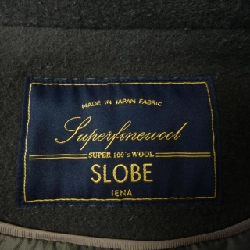 MADE IN JAPAN FABRIC
Superfinewool
SUPER 100's WOOL
SLOBE
IENA